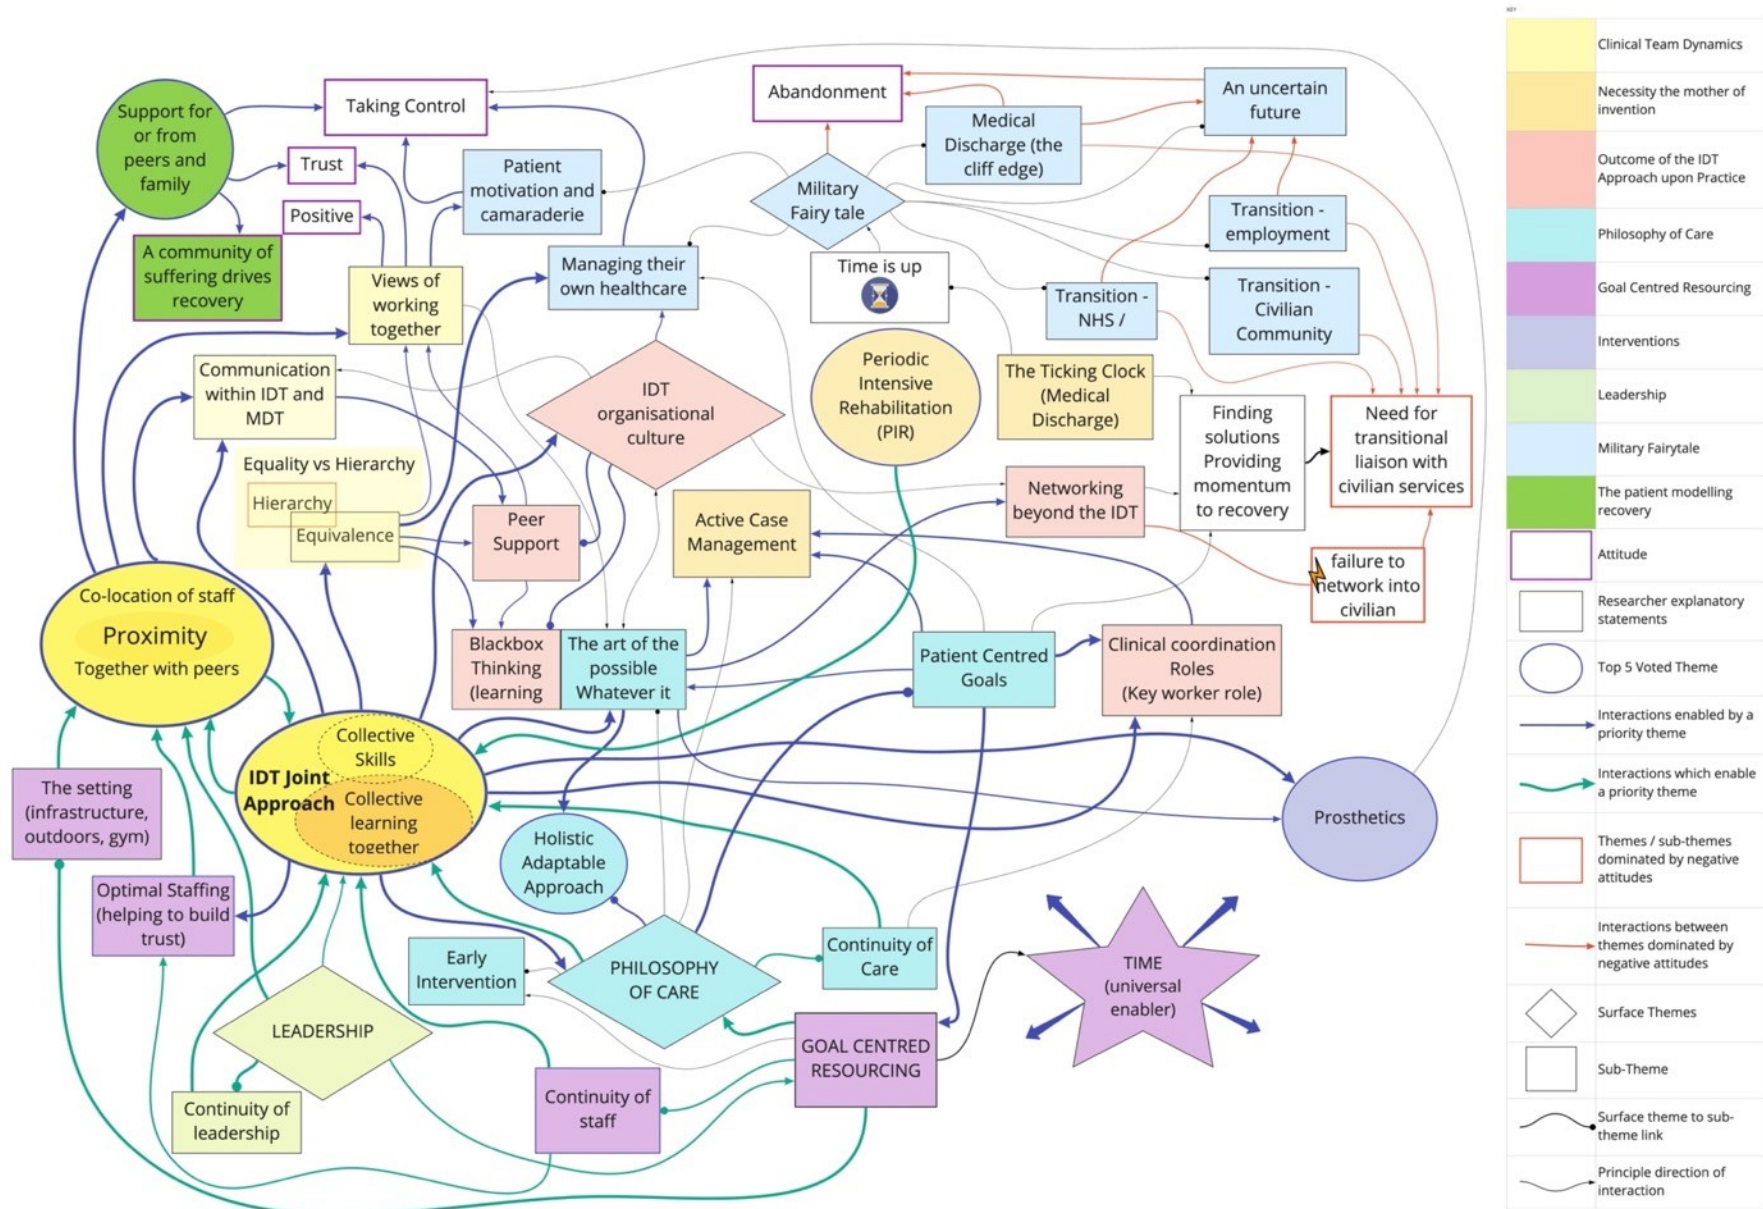 Support for
or from
peers and
family
Taking Control
Trust
Positive
A community of
suffering drives
recovery
Patient
motivation and
camaraderie
Views of
working
together
Managing their
own healthcare
Abandonment
Medical
Discharge (the
cliff edge)
An uncertain
future
Military
Fairy tale
Time is up
Transition -
employment
Transition -
NHS /
Transition -
Civilian
Community
Communication
within IDT and
MDT
IDT
organisational
culture
Periodic
Intensive
Rehabilitation
(PIR)
The Ticking Clock
(Medical
Discharge)
Finding
solutions
Providing
momentum
to recovery
Need for
transitional
liaison with
civilian services
Equality vs Hierarchy
Hierarchy
Equivalence
Peer
Support
Active Case
Management
Networking
beyond the IDT
failure to
network into
civilian
Co-location of staff
Proximity
Together with peers
Blackbox
Thinking
(learning
The art of the
possible
Whatever it
Patient Centred
Goals
Clinical coordination
Roles
(Key worker role)
Collective
Skills
IDT Joint
Approach
Collective
learning
together
The setting
(infrastructure,
outdoors, gym)
Optimal Staffing
(helping to build
trust)
Holistic
Adaptable
Approach
Prosthetics
Early
Intervention
PHILOSOPHY
OF CARE
Continuity of
Care
TIME
(universal
enabler)
LEADERSHIP
GOAL CENTRED
RESOURCING
Continuity of
leadership
Continuity of
staff
KEY
Clinical Team Dynamics
Necessity the mother of
invention
Outcome of the IDT
Approach upon Practice
Philosophy of Care
Goal Centred Resourcing
Interventions
Leadership
Military Fairytale
The patient modelling
recovery
Attitude
Researcher explanatory
statements
Top 5 Voted Theme
Interactions enabled by a
priority theme
Interactions which enable
a priority theme
Themes / sub-themes
dominated by negative
attitudes
Interactions between
themes dominated by
negative attitudes
Surface Themes
Sub-Theme
Surface theme to sub-
theme link
Principle direction of
interaction